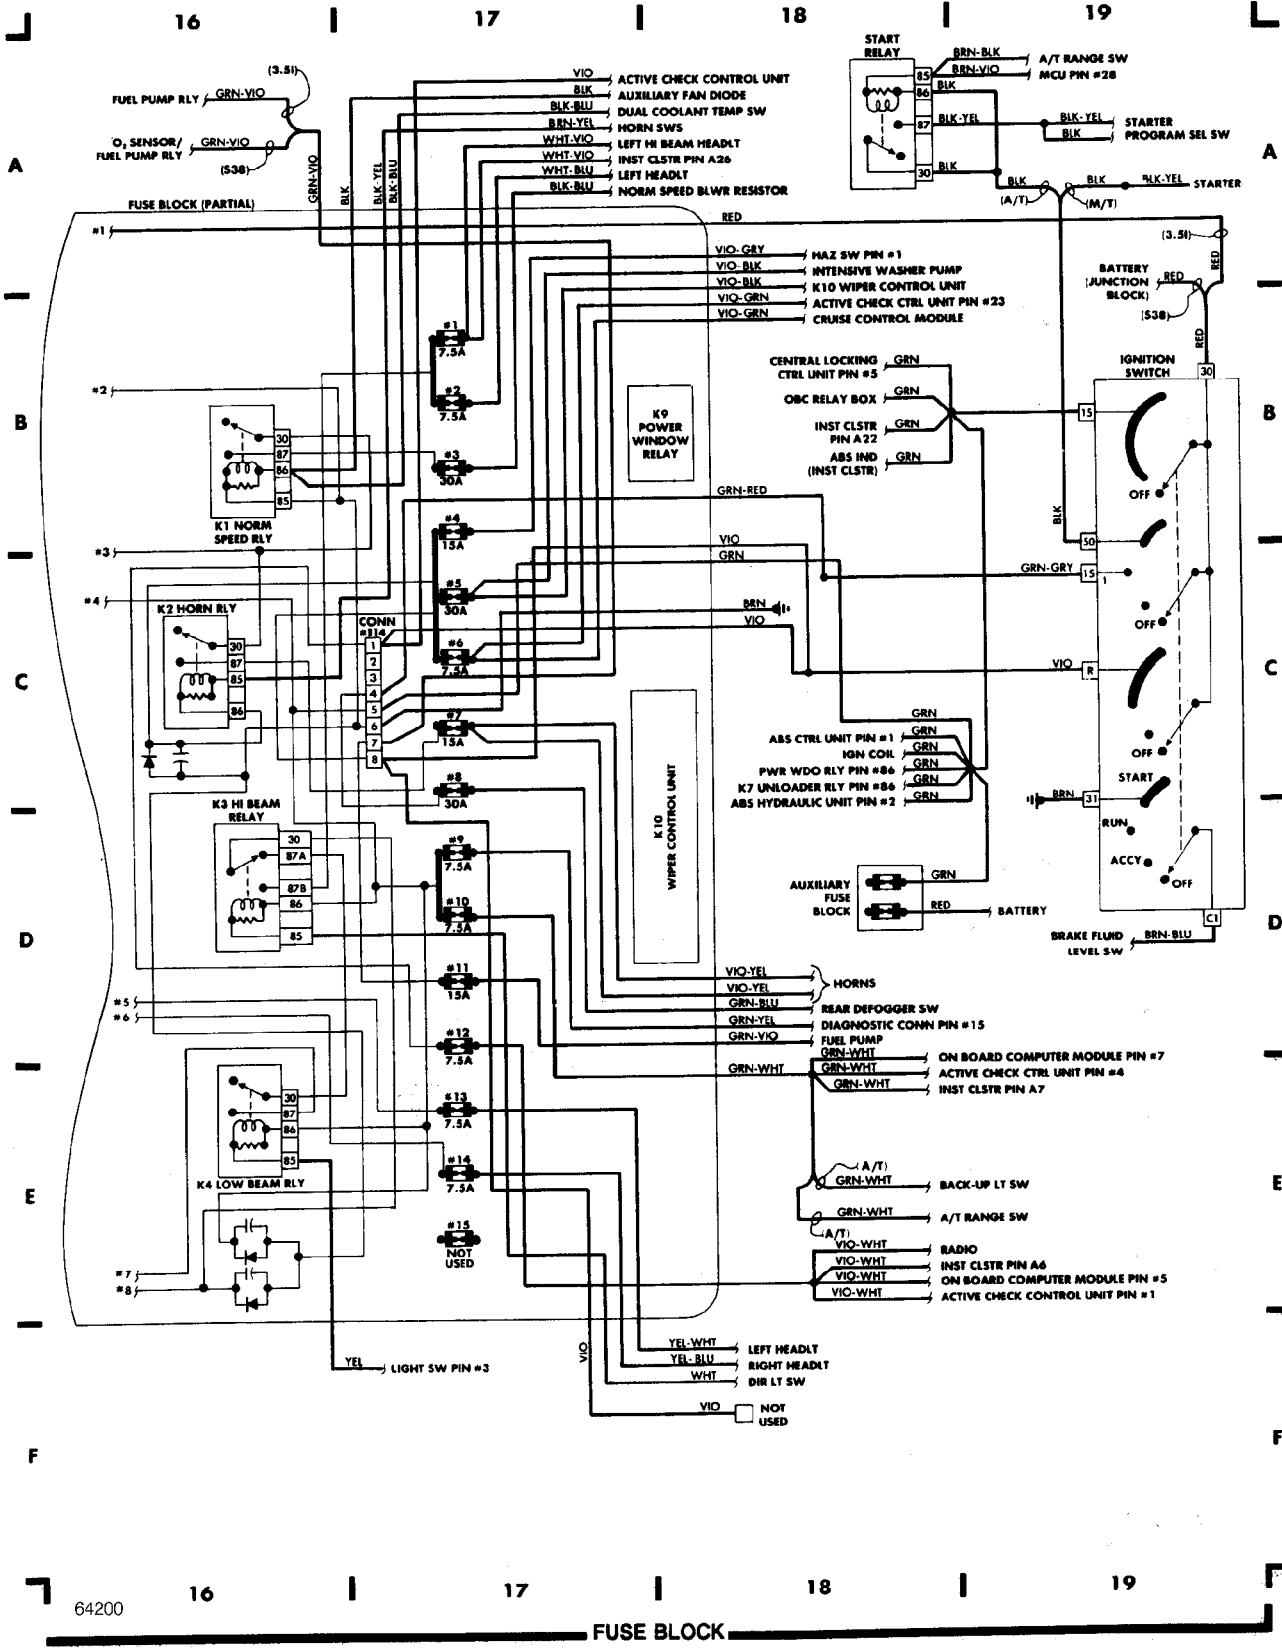 16
17
18
19
A
B
C
D
E
F
(3.5l)
FUEL PUMP RLY
GRN-VIO
O₂ SENSOR/
FUEL PUMP RLY
GRN-VIO
(S38)
GRN-VIO
BLK
BLK-YEL
BLK-BLU
VIO
ACTIVE CHECK CONTROL UNIT
BLK
AUXILIARY FAN DIODE
BLK-BLU
DUAL COOLANT TEMP SW
BRN-YEL
HORN SWS
WHT-VIO
LEFT HI BEAM HEADLT
WHT-VIO
INST CLSTR PIN A26
WHT-BLU
LEFT HEADLT
BLK-BLU
NORM SPEED BLWR RESISTOR
START
RELAY
85
86
87
30
BRN-BLK
A/T RANGE SW
BRN-VIO
MCU PIN #28
BLK
BLK-YEL
BLK-YEL
STARTER
BLK
PROGRAM SEL SW
BLK
BLK
BLK
BLK-YEL
STARTER
(A/T)
(M/T)
FUSE BLOCK (PARTIAL)
#1
RED
(3.5l)
RED
BATTERY
(JUNCTION
BLOCK)
RED
(S38)
RED
VIO-GRY
HAZ SW PIN #1
VIO-BLK
INTENSIVE WASHER PUMP
VIO-BLK
K10 WIPER CONTROL UNIT
VIO-GRN
ACTIVE CHECK CTRL UNIT PIN #23
VIO-GRN
CRUISE CONTROL MODULE
#1
7.5A
#2
7.5A
#3
30A
#4
15A
#5
30A
#6
7.5A
#7
15A
#8
30A
#9
7.5A
#10
7.5A
#11
15A
#12
7.5A
#13
7.5A
#14
7.5A
#15
NOT
USED
#2
30
87
86
85
K1 NORM
SPEED RLY
#3
#4
K2 HORN RLY
30
87
85
86
CONN
#114
1
2
3
4
5
6
7
8
K3 HI BEAM
RELAY
30
87A
87B
86
85
#5
#6
30
87
86
85
K4 LOW BEAM RLY
#7
#8
YEL
LIGHT SW PIN #3
K9
POWER
WINDOW
RELAY
K10
WIPER CONTROL UNIT
CENTRAL LOCKING
CTRL UNIT PIN #5
GRN
OBC RELAY BOX
GRN
INST CLSTR
PIN A22
GRN
ABS IND
(INST CLSTR)
GRN
GRN-RED
VIO
GRN
BRN
VIO
BLK
IGNITION
SWITCH
30
15
OFF
50
GRN-GRY
15
1
OFF
VIO
R
OFF
START
BRN
31
RUN
ACCY
OFF
C1
BRAKE FLUID
LEVEL SW
BRN-BLU
GRN
ABS CTRL UNIT PIN #1
GRN
IGN COIL
GRN
PWR WDO RLY PIN #86
GRN
K7 UNLOADER RLY PIN #86
GRN
ABS HYDRAULIC UNIT PIN #2
GRN
AUXILIARY
FUSE
BLOCK
GRN
RED
BATTERY
VIO-YEL
VIO-YEL
HORNS
GRN-BLU
REAR DEFOGGER SW
GRN-YEL
DIAGNOSTIC CONN PIN #15
GRN-VIO
FUEL PUMP
GRN-WHT
GRN-WHT
ON BOARD COMPUTER MODULE PIN #7
GRN-WHT
ACTIVE CHECK CTRL UNIT PIN #4
GRN-WHT
INST CLSTR PIN A7
(A/T)
GRN-WHT
BACK-UP LT SW
GRN-WHT
A/T RANGE SW
(A/T)
VIO-WHT
RADIO
VIO-WHT
INST CLSTR PIN A6
VIO-WHT
ON BOARD COMPUTER MODULE PIN #5
VIO-WHT
ACTIVE CHECK CONTROL UNIT PIN #1
VIO
YEL-WHT
LEFT HEADLT
YEL-BLU
RIGHT HEADLT
WHT
DIR LT SW
VIO
NOT
USED
A
B
C
D
E
F
16
17
18
19
64200
FUSE BLOCK